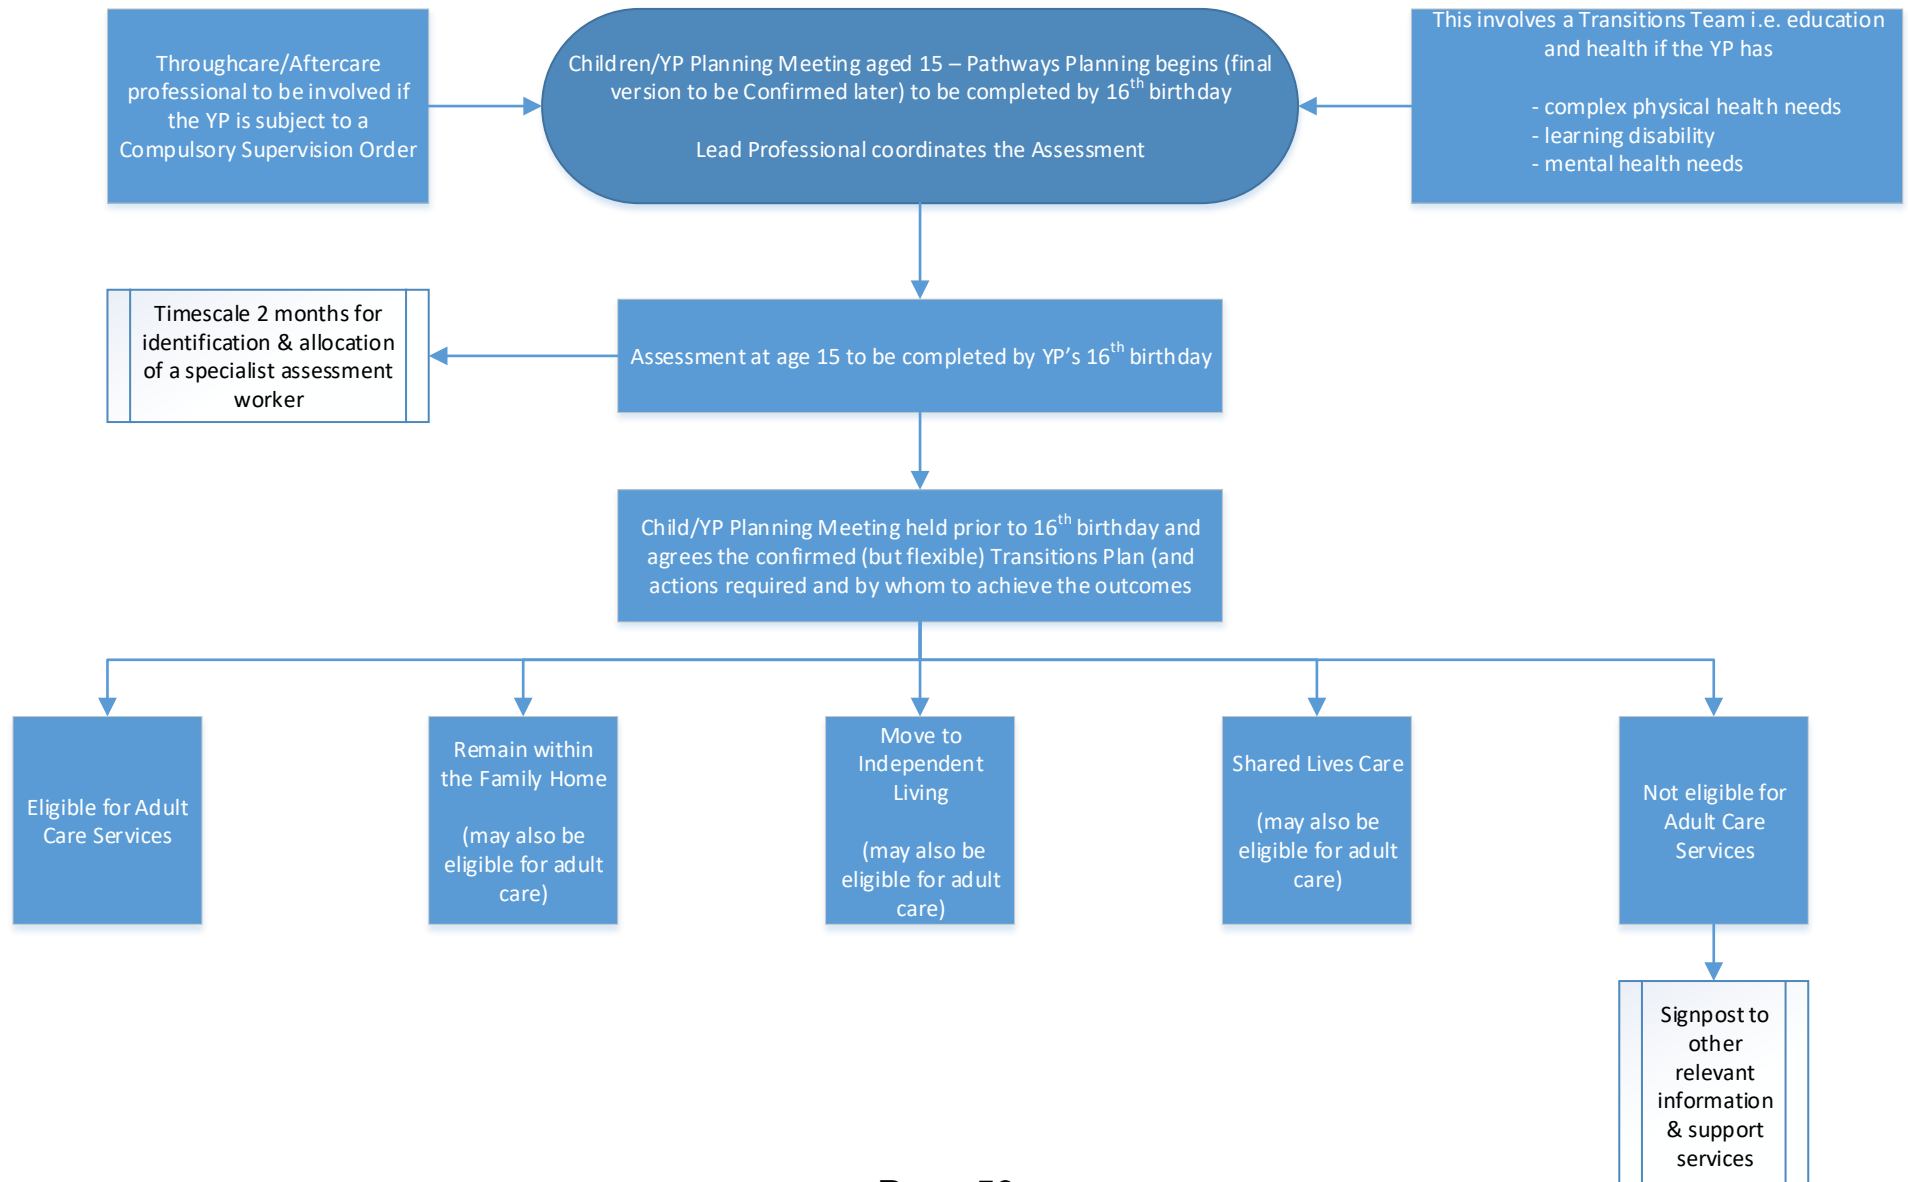 Throughcare/Aftercare
professional to be involved if
the YP is subject to a
Compulsory Supervision Order
Children/YP Planning Meeting aged 15 – Pathways Planning begins (final
version to be Confirmed later) to be completed by 16th birthday
Lead Professional coordinates the Assessment
This involves a Transitions Team i.e. education
and health if the YP has
- complex physical health needs
- learning disability
- mental health needs
Timescale 2 months for
identification & allocation
of a specialist assessment
worker
Assessment at age 15 to be completed by YP’s 16th birthday
Child/YP Planning Meeting held prior to 16th birthday and
agrees the confirmed (but flexible) Transitions Plan (and
actions required and by whom to achieve the outcomes
Eligible for Adult
Care Services
Remain within
the Family Home
(may also be
eligible for adult
care)
Move to
Independent
Living
(may also be
eligible for adult
care)
Shared Lives Care
(may also be
eligible for adult
care)
Not eligible for
Adult Care
Services
Signpost to
other
relevant
information
& support
services